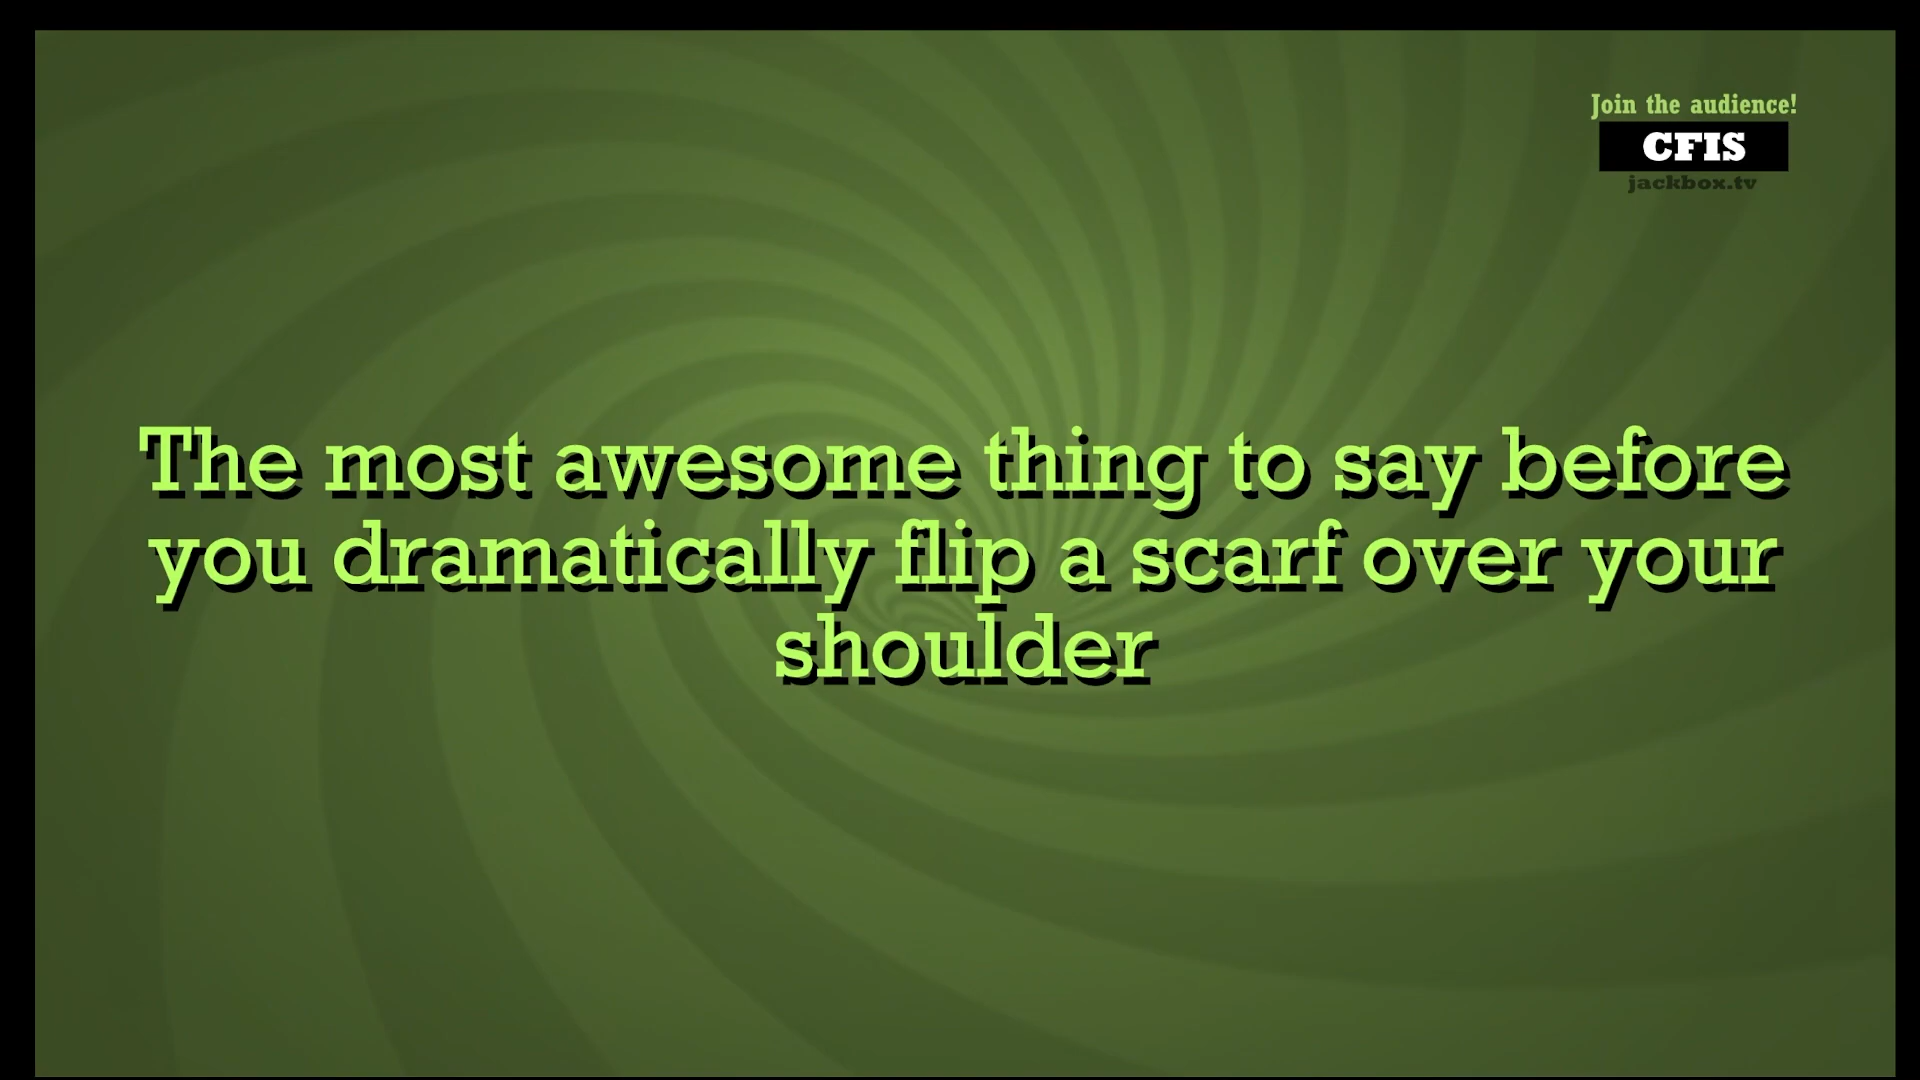 Join the audience!
CFIS
jackbox.tv
The most awesome thing to say before
you dramatically flip a scarf over your
shoulder